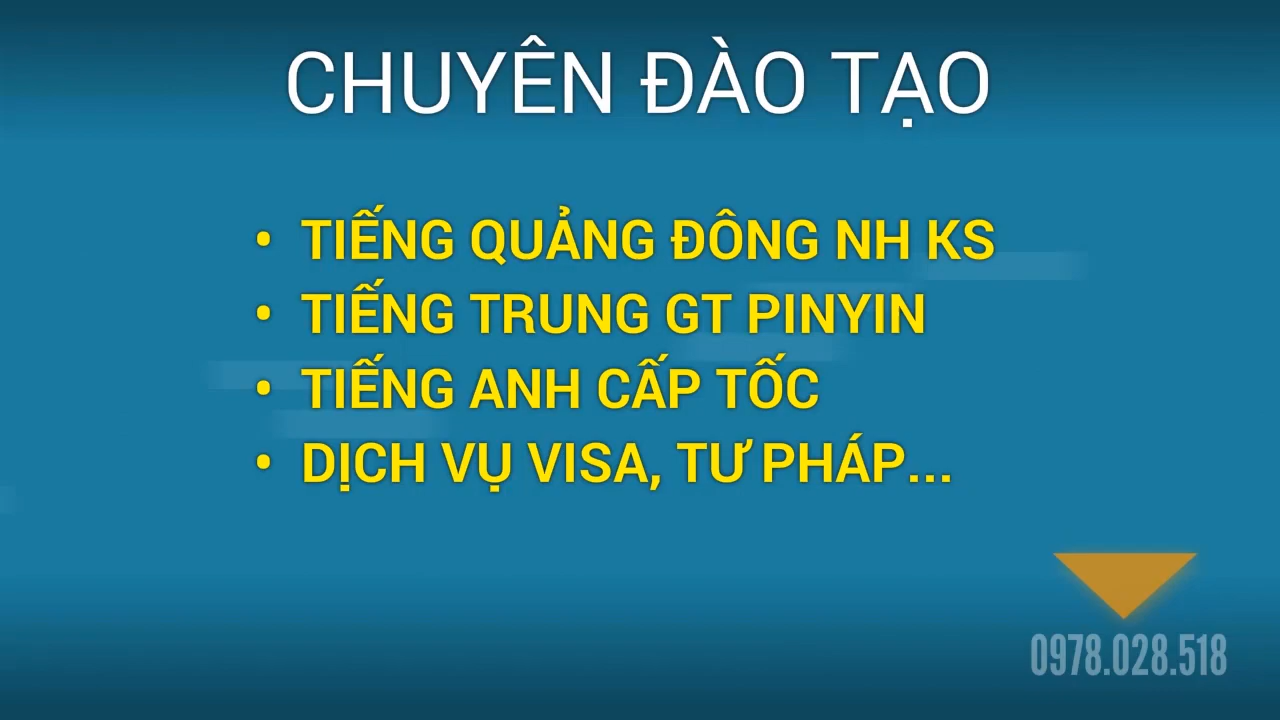 CHUYÊN ĐÀO TẠO
• TIẾNG QUẢNG ĐÔNG NH KS
• TIẾNG TRUNG GT PINYIN
• TIẾNG ANH CẤP TỐC
• DỊCH VỤ VISA, TƯ PHÁP...
0978.028.518